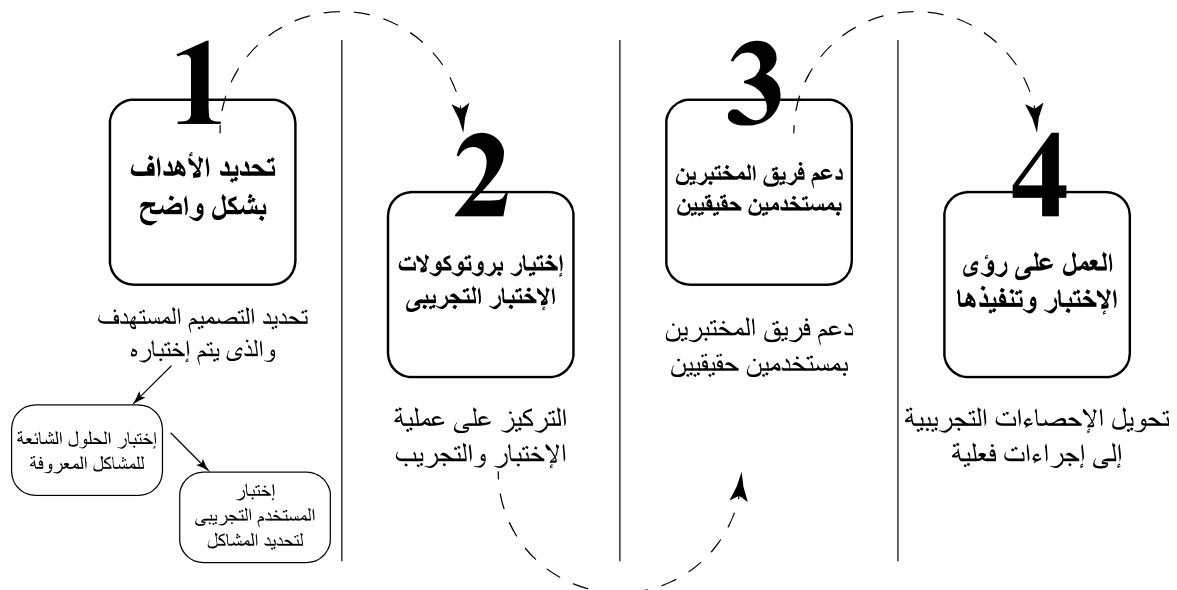 1
تحديد الأهداف
بشكل واضح
تحديد التصميم المستهدف
والذى يتم إختباره
إختبار الحلول الشائعة
للمشاكل المعروفة
إختبار
المستخدم التجريبى
لتحديد المشاكل
2
إختيار بروتوكولات
الإختبار التجريبى
التركيز على عملية
الإختبار والتجريب
3
دعم فريق المختبرين
بمستخدمين حقيقيين
دعم فريق المختبرين
بمستخدمين حقيقيين
4
العمل على رؤى
الإختبار وتنفيذها
تحويل الإحصاءات التجريبية
إلى إجراءات فعلية